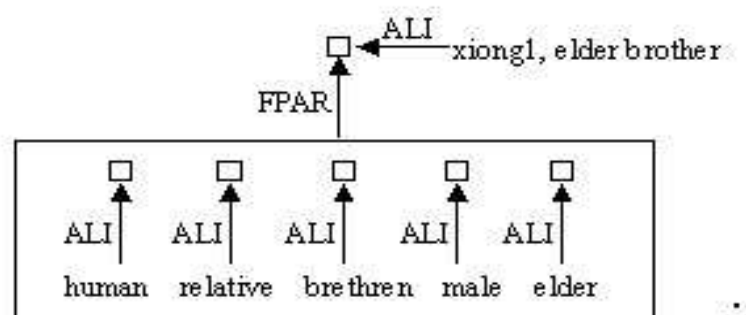 ALI
xiong1, elder brother
FPAR
ALI ALI ALI ALI ALI
human relative brethren male elder
.